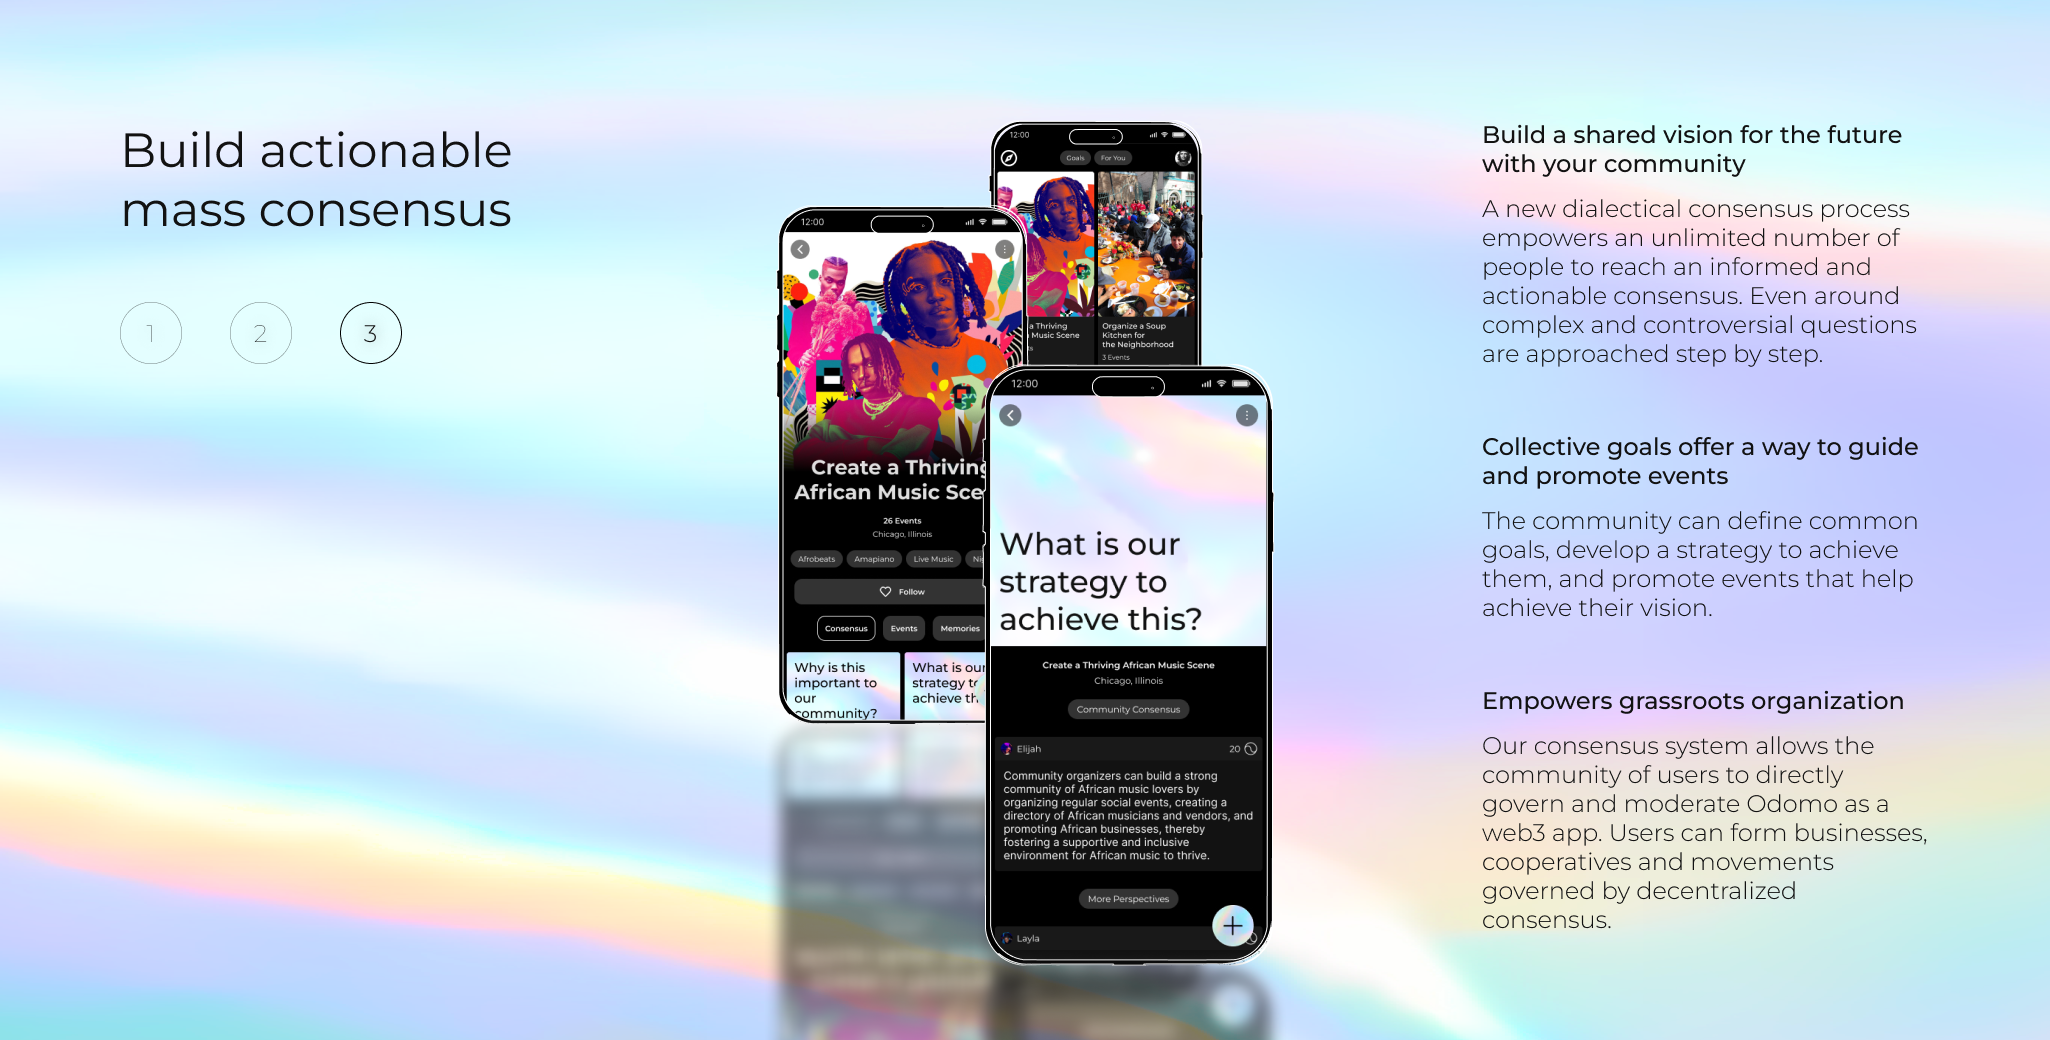 Build actionable
mass consensus
1
2
3
12:00
Goals
For You
a Thriving
Music Scene
Organize a Soup
Kitchen for
the Neighborhood
3 Events
12:00
Create a Thriving
African Music Sce
26 Events
Chicago, Illinois
Afrobeats
Amapiano
Live Music
Follow
Consensus
Events
Memories
Why is this
important to
our
community?
What is our
strategy to
achieve th
12:00
What is our
strategy to
achieve this?
Create a Thriving African Music Scene
Chicago, Illinois
Community Consensus
Elijah
20
Community organizers can build a strong
community of African music lovers by
organizing regular social events, creating a
directory of African musicians and vendors, and
promoting African businesses, thereby
fostering a supportive and inclusive
environment for African music to thrive.
More Perspectives
Layla
Build a shared vision for the future
with your community
A new dialectical consensus process
empowers an unlimited number of
people to reach an informed and
actionable consensus. Even around
complex and controversial questions
are approached step by step.
Collective goals offer a way to guide
and promote events
The community can define common
goals, develop a strategy to achieve
them, and promote events that help
achieve their vision.
Empowers grassroots organization
Our consensus system allows the
community of users to directly
govern and moderate Odomo as a
web3 app. Users can form businesses,
cooperatives and movements
governed by decentralized
consensus.